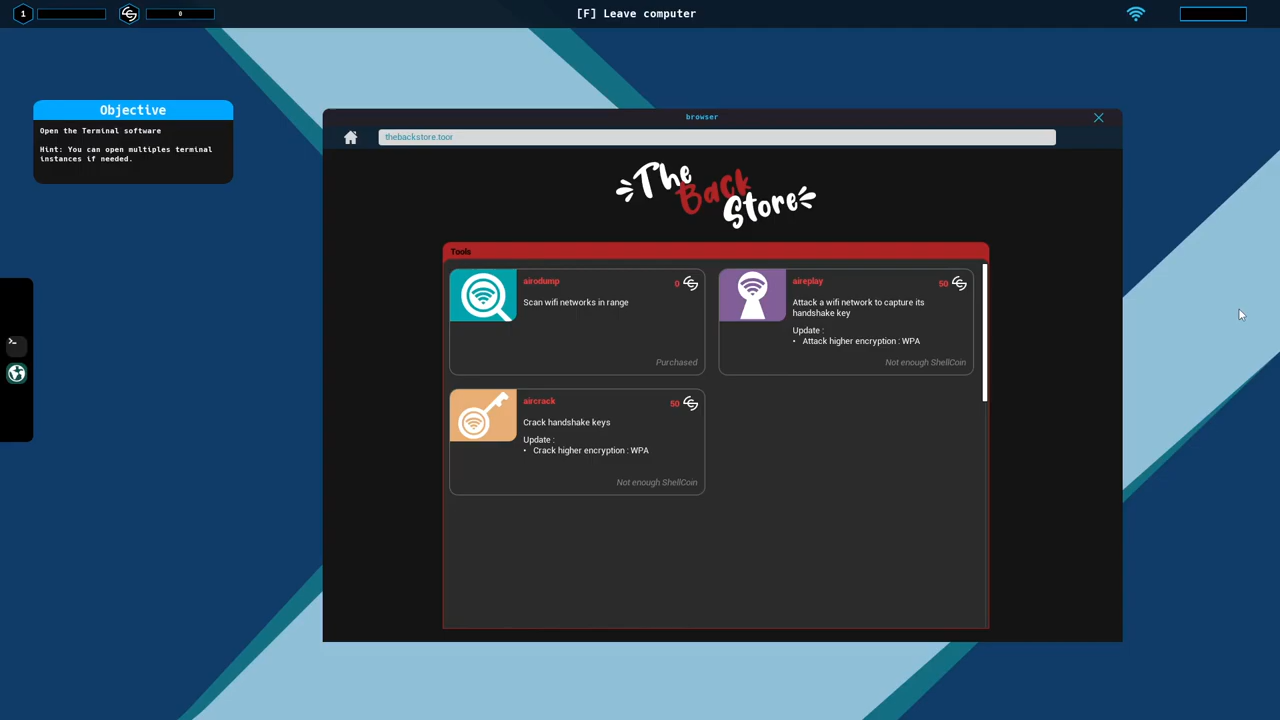 1
0
[F] Leave computer
Objective
Open the Terminal software
Hint: You can open multiples terminal
instances if needed.
browser
thebackstore.toor
The
Back
Store
Tools
airodump
0
Scan wifi networks in range
Purchased
aireplay
50
Attack a wifi network to capture its
handshake key
Update :
• Attack higher encryption : WPA
Not enough ShellCoin
aircrack
50
Crack handshake keys
Update :
• Crack higher encryption : WPA
Not enough ShellCoin